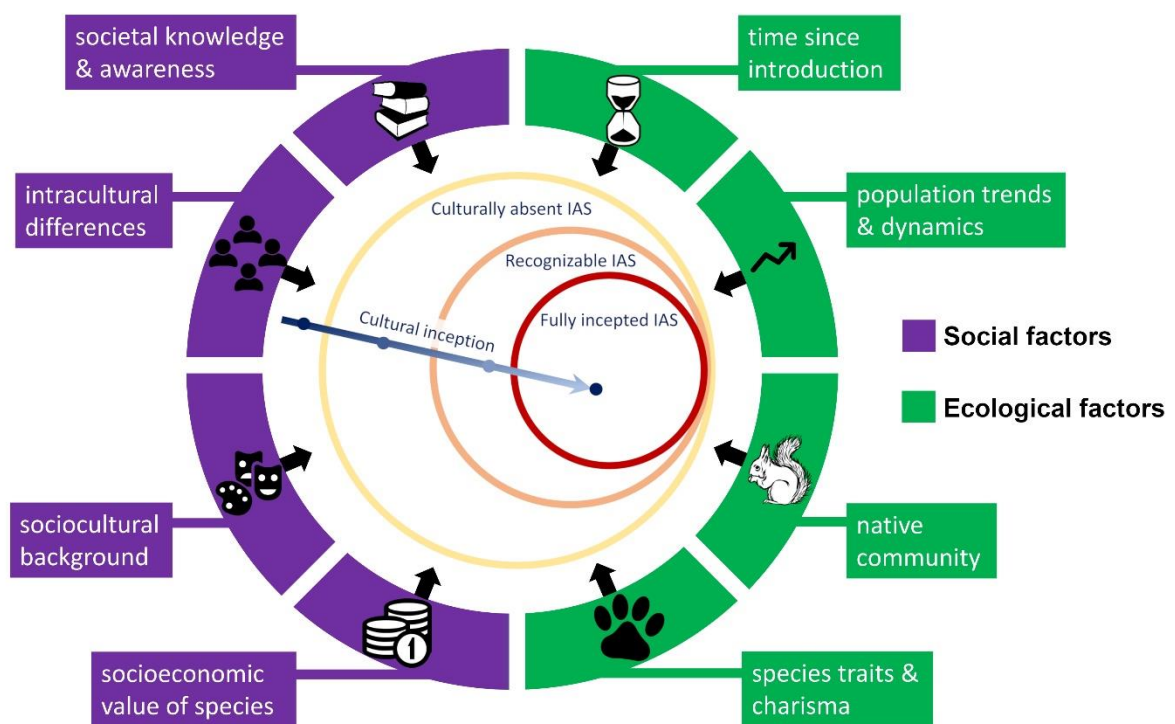 societal knowledge
& awareness
time since
introduction
intracultural
differences
population trends
& dynamics
Culturally absent IAS
Recognizable IAS
Fully incepted IAS
Cultural inception
Social factors
Ecological factors
sociocultural
background
native
community
1
socioeconomic
value of species
species traits &
charisma